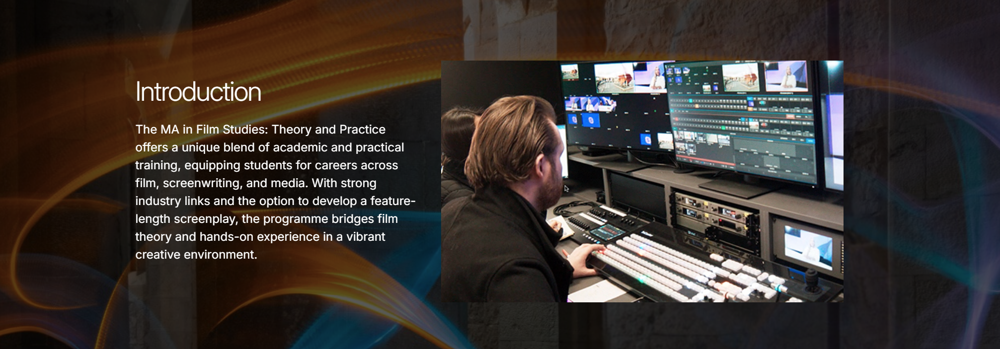 Introduction
The MA in Film Studies: Theory and Practice
offers a unique blend of academic and practical
training, equipping students for careers across
film, screenwriting, and media. With strong
industry links and the option to develop a feature-
length screenplay, the programme bridges film
theory and hands-on experience in a vibrant
creative environment.